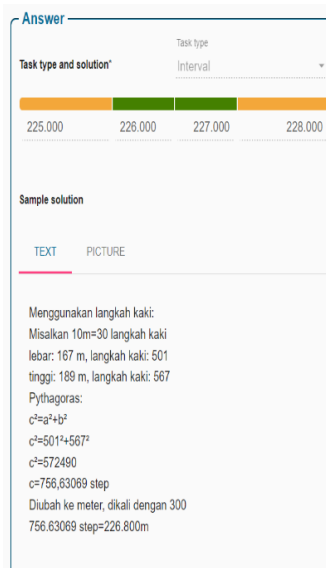 Answer
Task type
Task type and solution*
Interval
225.000 226.000 227.000 228.000
Sample solution
TEXT PICTURE
Menggunakan langkah kaki:
Misalkan 10m=30 langkah kaki
lebar: 167 m, langkah kaki: 501
tinggi: 189 m, langkah kaki: 567
Pythagoras:
c²=a²+b²
c²=501²+567²
c²=572490
c=756,63069 step
Diubah ke meter, dikali dengan 300
756.63069 step=226.800m